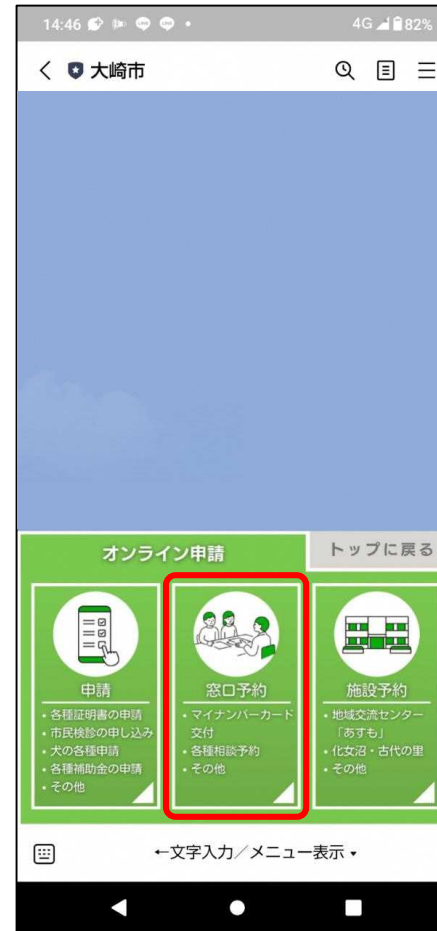 14:46
4G 82%
大崎市
オンライン申請
トップに戻る
申請
・各種証明書の申請
・市民検診の申し込み
・犬の各種申請
・各種補助金の申請
・その他
窓口予約
・マイナンバーカード
交付
・各種相談予約
・その他
施設予約
・地域交流センター
「あすも」
・化女沼・古代の里
・その他
←文字入力／メニュー表示▾